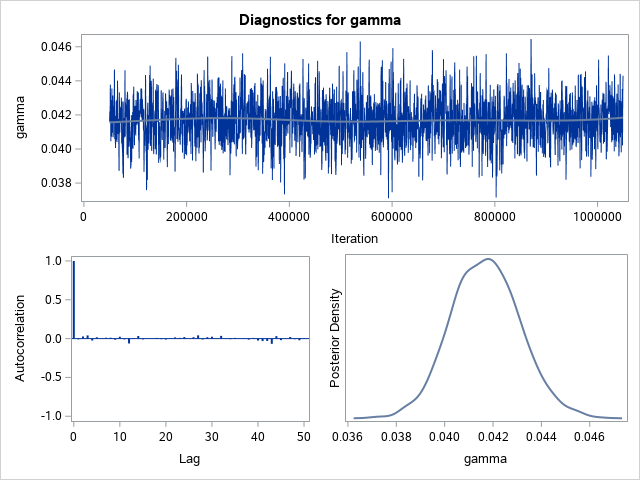 Diagnostics for gamma
gamma
0.046
0.044
0.042
0.040
0.038
0 200000 400000 600000 800000 1000000
Iteration
Autocorrelation
1.0
0.5
0.0
-0.5
-1.0
0 10 20 30 40 50
Lag
Posterior Density
0.036 0.038 0.040 0.042 0.044 0.046
gamma